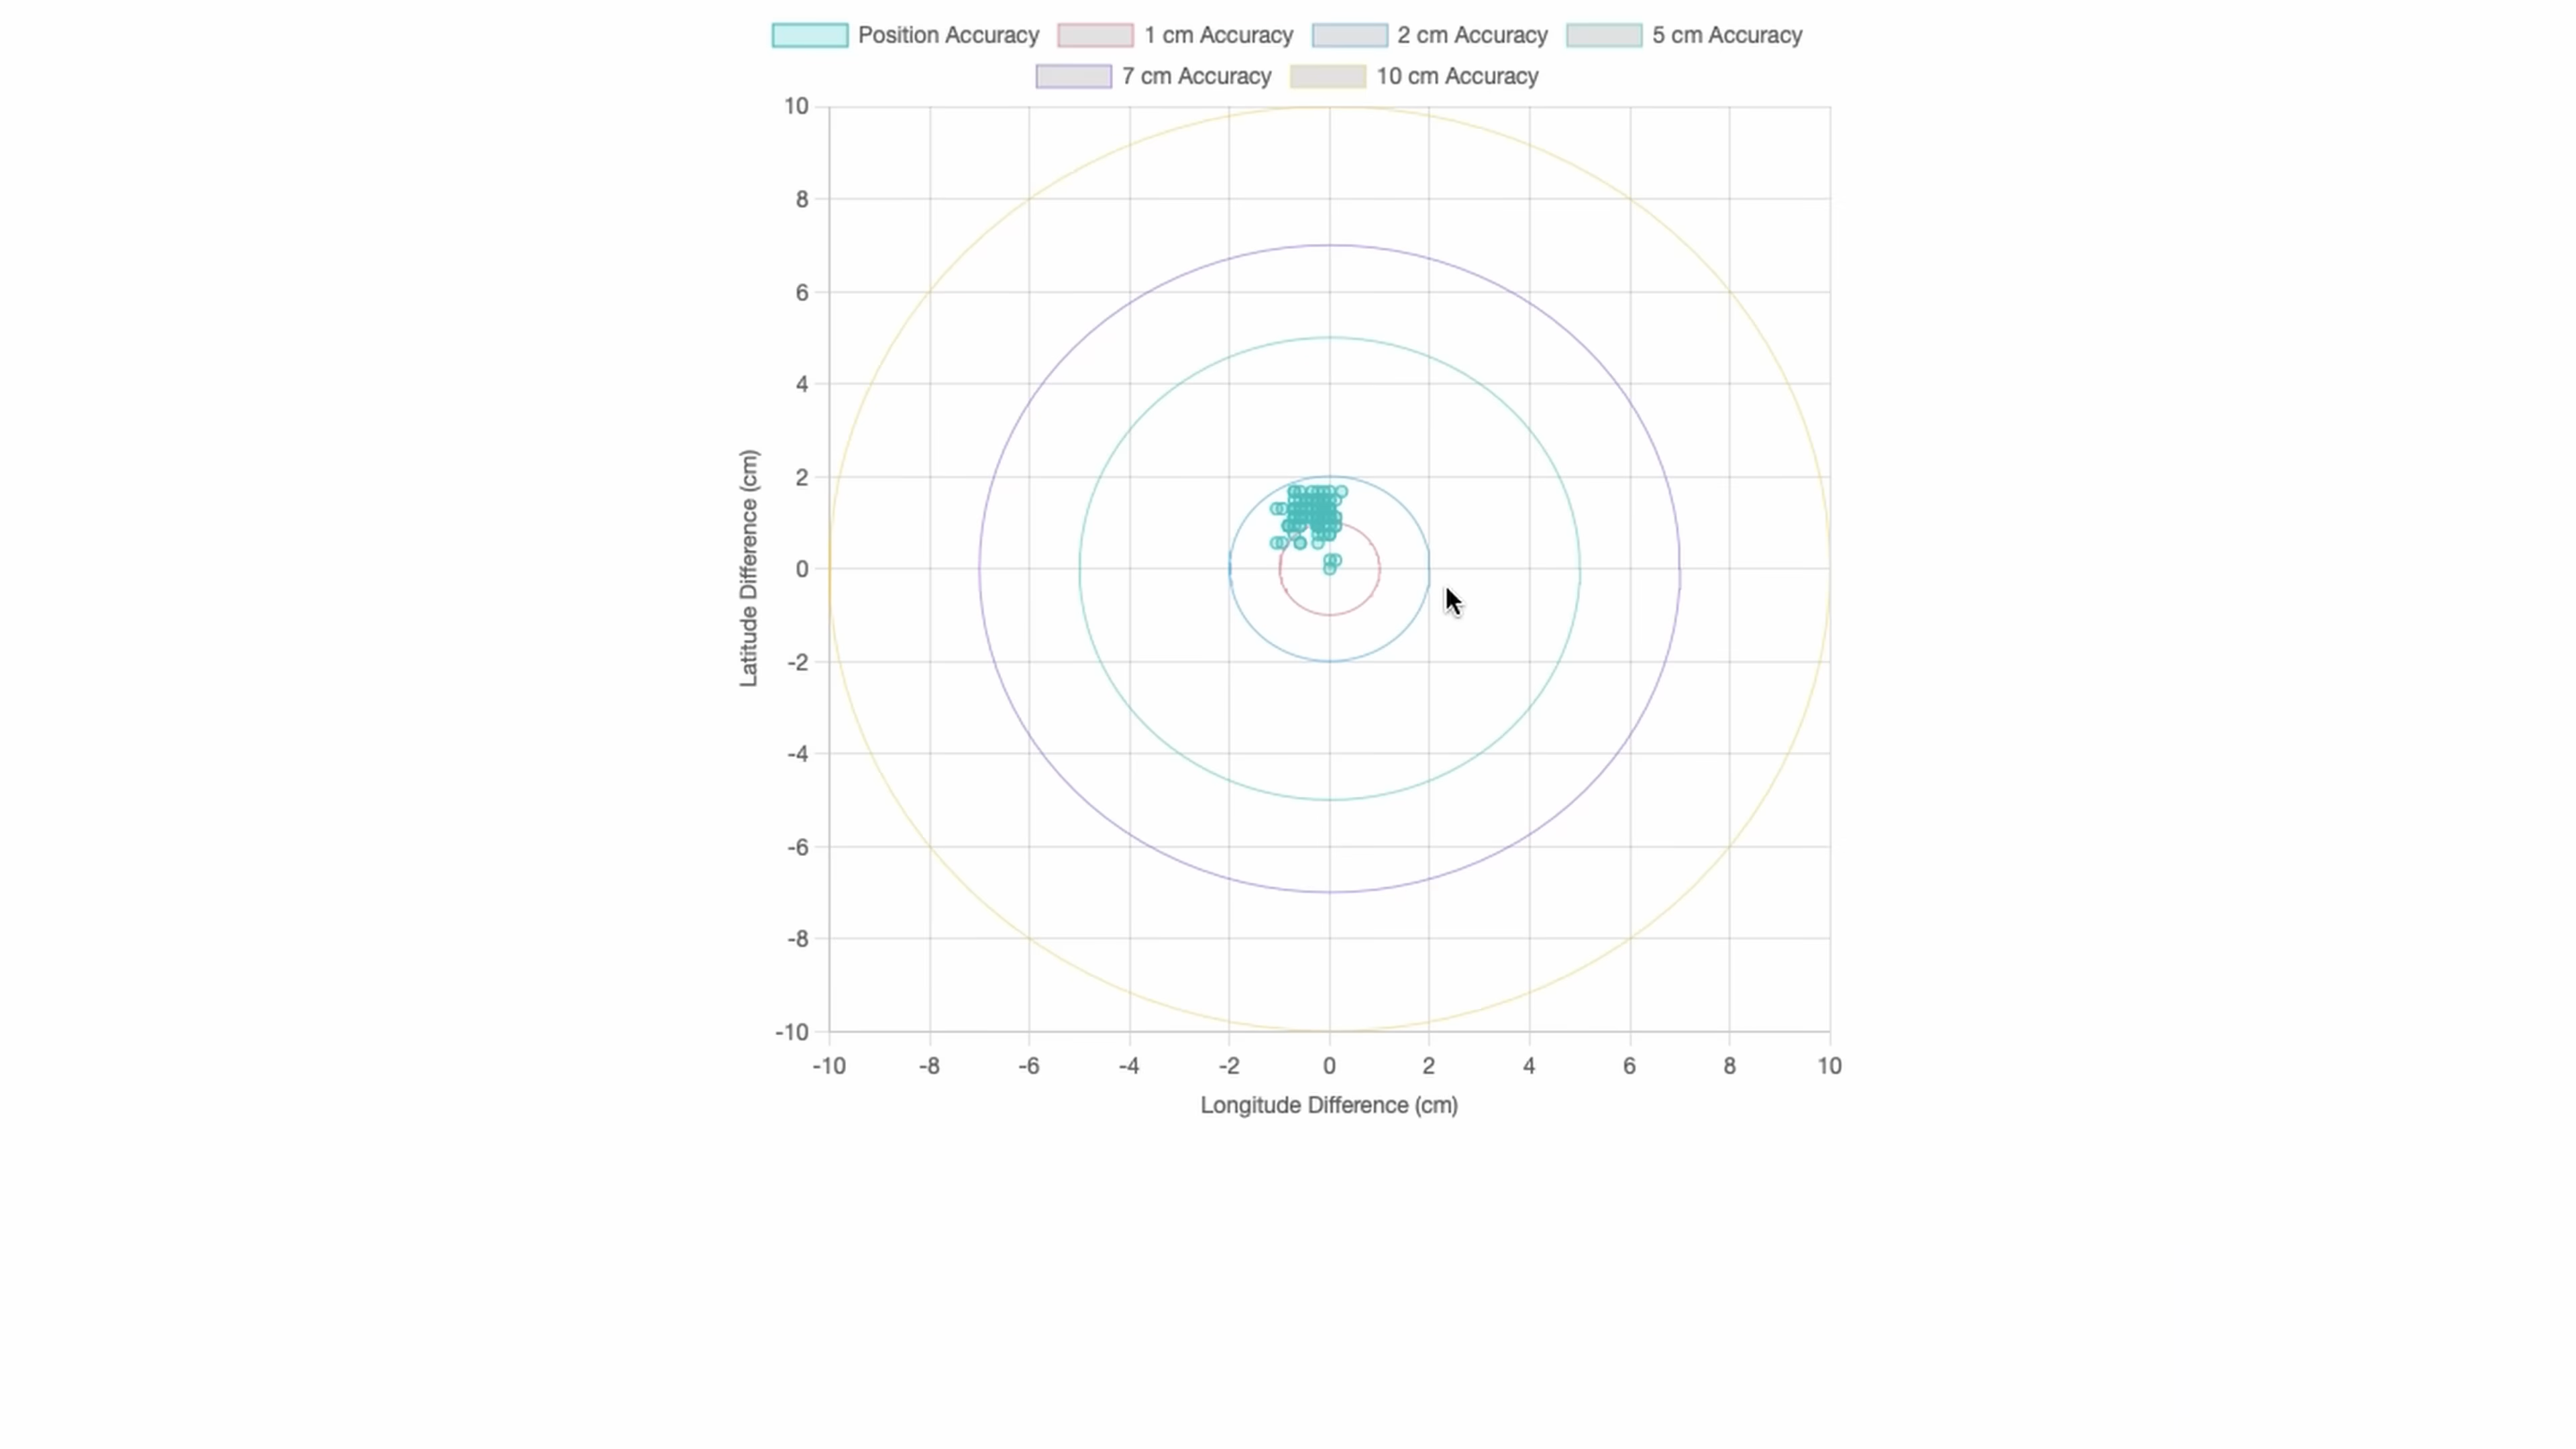 Position Accuracy 1 cm Accuracy 2 cm Accuracy 5 cm Accuracy
7 cm Accuracy 10 cm Accuracy
10
8
6
4
2
0
-2
-4
-6
-8
-10
Latitude Difference (cm)
-10 -8 -6 -4 -2 0 2 4 6 8 10
Longitude Difference (cm)